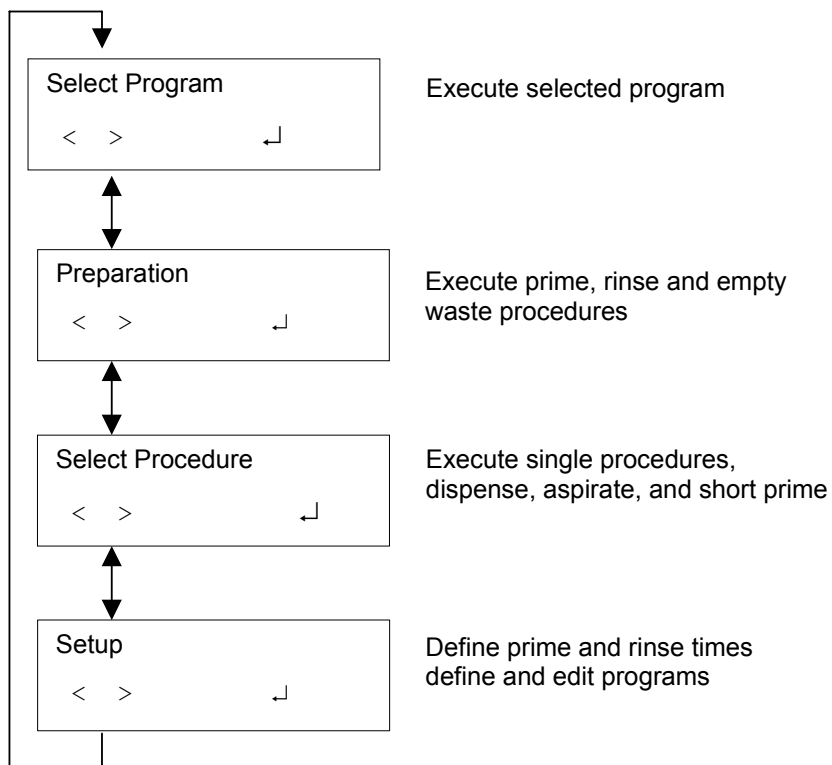 Select Program
< > ↵
Execute selected program
Preparation
< > ↵
Execute prime, rinse and empty
waste procedures
Select Procedure
< > ↵
Execute single procedures,
dispense, aspirate, and short prime
Setup
< > ↵
Define prime and rinse times
define and edit programs